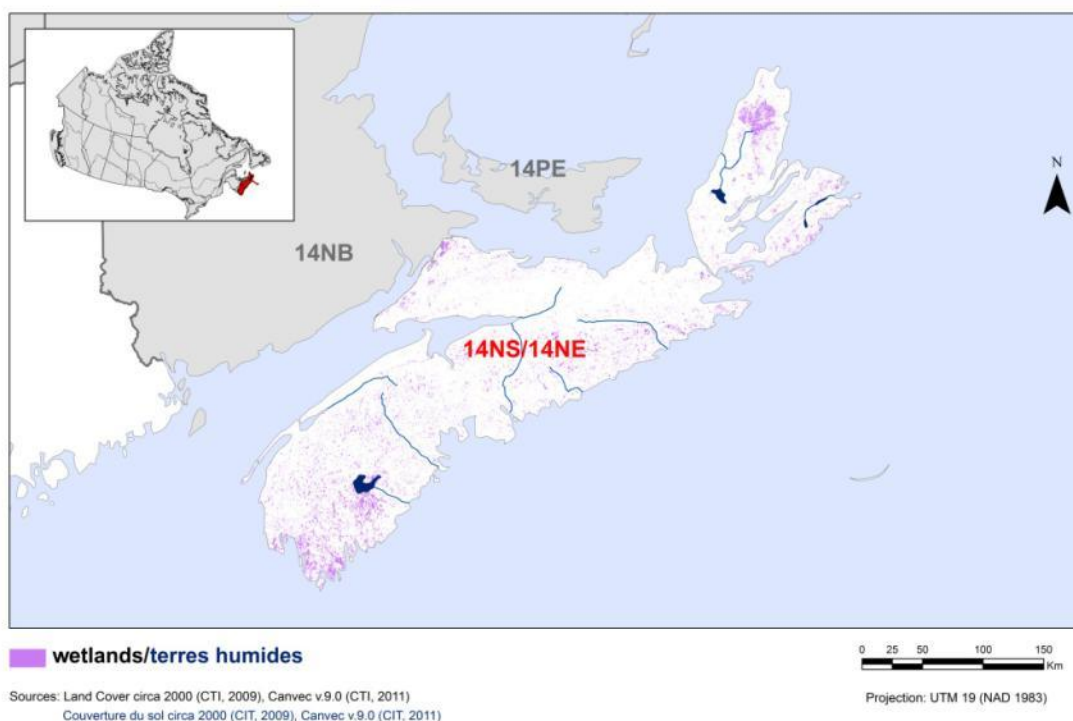 14PE
N
14NB
14NS/14NE
wetlands/terres humides
0 25 50 100 150
Km
Sources: Land Cover circa 2000 (CTI, 2009), Canvec v.9.0 (CTI, 2011)
Projection: UTM 19 (NAD 1983)
Couverture du sol circa 2000 (CIT, 2009), Canvec v.9.0 (CIT, 2011)